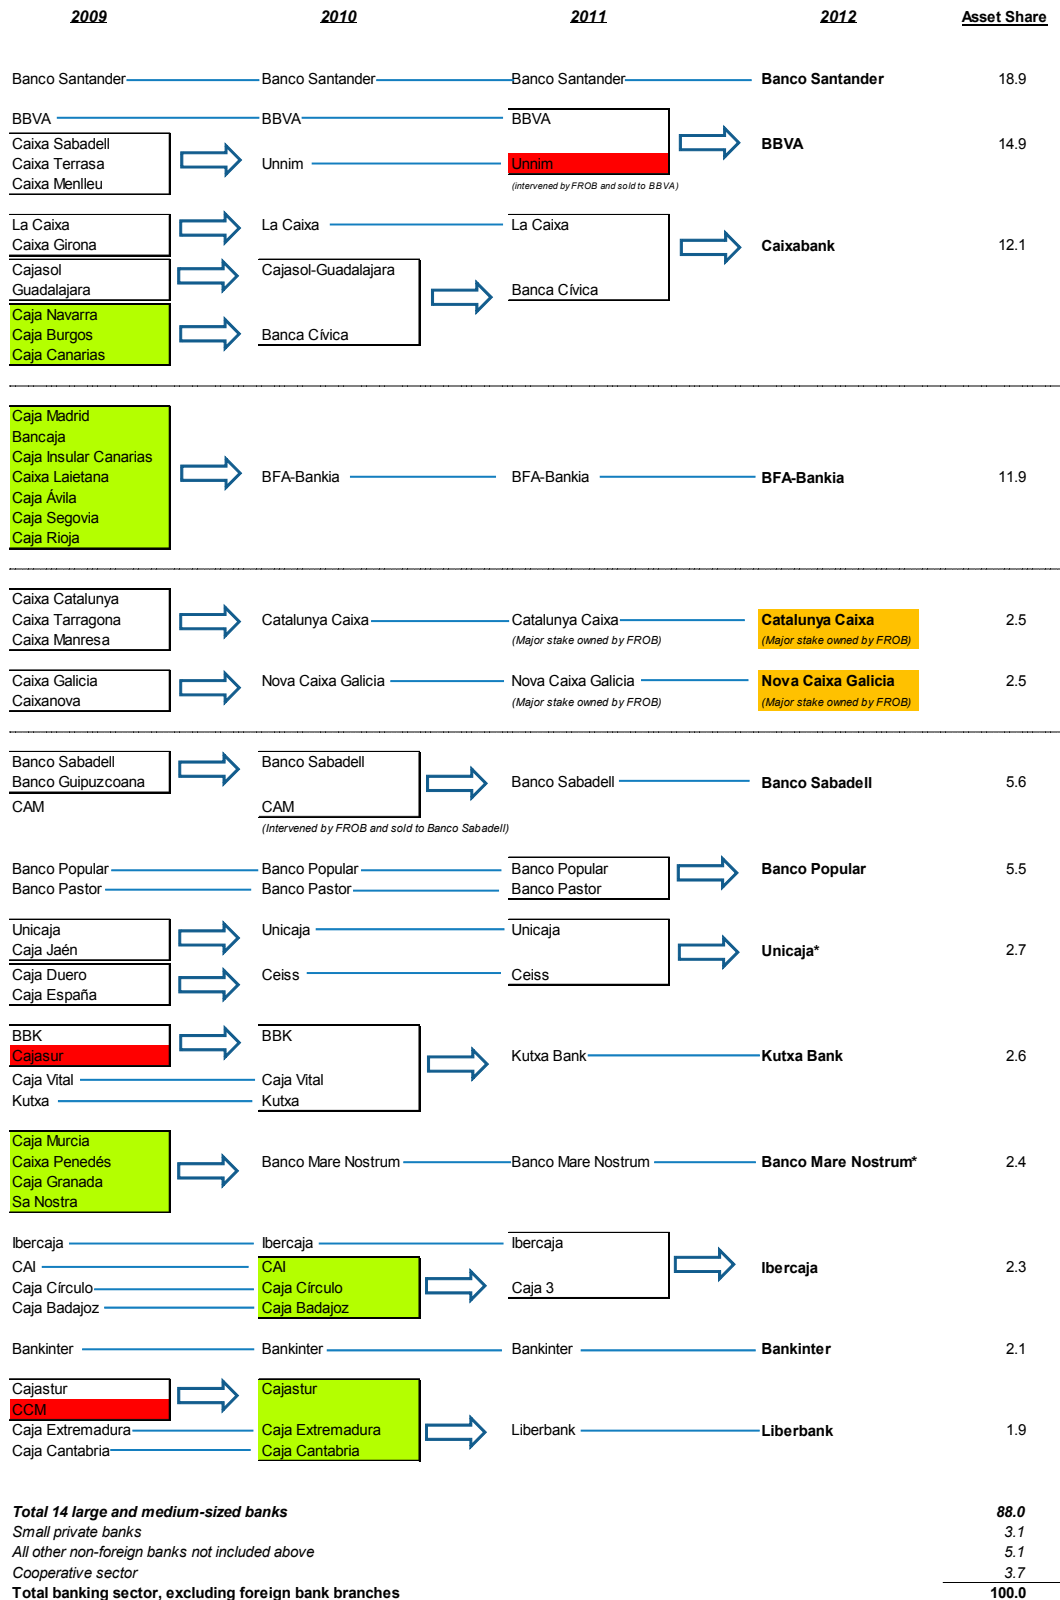 2009 2010 2011 2012 Asset Share
Banco Santander Banco Santander Banco Santander Banco Santander 18.9
BBVA BBVA BBVA
Caixa Sabadell
BBVA 14.9
Caixa Terrasa Unnim Unnim
Caixa Menlleu (intervened by FROB and sold to BBVA)
La Caixa La Caixa La Caixa
Caixa Girona Caixabank 12.1
Cajasol Cajasol-Guadalajara
Guadalajara Banca Cívica
Caja Navarra
Caja Burgos Banca Cívica
Caja Canarias
Caja Madrid
Bancaja
Caja Insular Canarias
Caixa Laietana BFA-Bankia BFA-Bankia BFA-Bankia 11.9
Caja Ávila
Caja Segovia
Caja Rioja
Caixa Catalunya
Caixa Tarragona Catalunya Caixa Catalunya Caixa Catalunya Caixa 2.5
Caixa Manresa (Major stake owned by FROB) (Major stake owned by FROB)
Caixa Galicia Nova Caixa Galicia Nova Caixa Galicia Nova Caixa Galicia 2.5
Caixanova (Major stake owned by FROB) (Major stake owned by FROB)
Banco Sabadell Banco Sabadell
Banco Guipuzcoana Banco Sabadell Banco Sabadell 5.6
CAM CAM
(Intervened by FROB and sold to Banco Sabadell)
Banco Popular Banco Popular Banco Popular Banco Popular 5.5
Banco Pastor Banco Pastor Banco Pastor
Unicaja Unicaja Unicaja
Caja Jaén Unicaja* 2.7
Caja Duero Ceiss Ceiss
Caja España
BBK BBK
Cajasur Kutxa Bank Kutxa Bank 2.6
Caja Vital Caja Vital
Kutxa Kutxa
Caja Murcia
Caixa Penedés Banco Mare Nostrum Banco Mare Nostrum Banco Mare Nostrum* 2.4
Caja Granada
Sa Nostra
Ibercaja Ibercaja Ibercaja
CAI CAI Ibercaja 2.3
Caja Círculo Caja Círculo Caja 3
Caja Badajoz Caja Badajoz
Bankinter Bankinter Bankinter Bankinter 2.1
Cajastur Cajastur
CCM
Caja Extremadura Caja Extremadura Liberbank Liberbank 1.9
Caja Cantabria Caja Cantabria
Total 14 large and medium-sized banks 88.0
Small private banks 3.1
All other non-foreign banks not included above 5.1
Cooperative sector 3.7
Total banking sector, excluding foreign bank branches 100.0